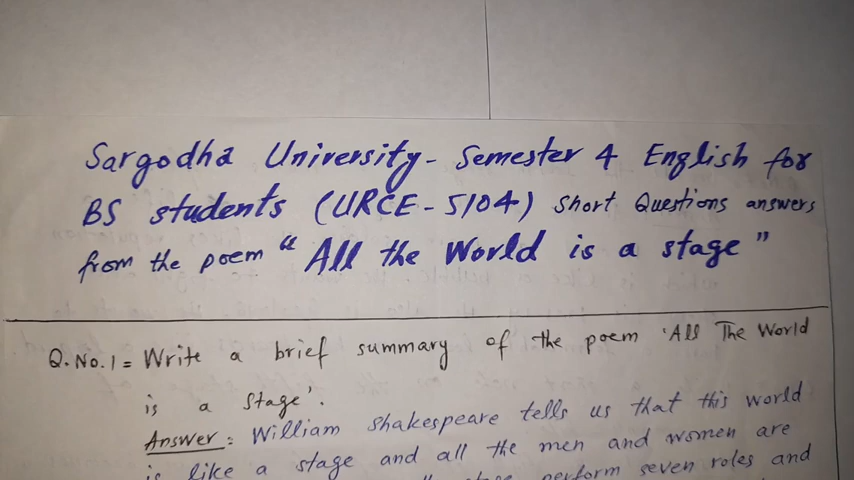 Sargodha University - Semester 4 English for
BS students (URCE - 5104) short Questions answers
from the poem "All the World is a stage"
Q. No. 1 = Write a brief summary of the poem 'All The World
is a Stage'.
Answer: William Shakespeare tells us that this world
is like a stage and all the men and women are
perform seven roles and